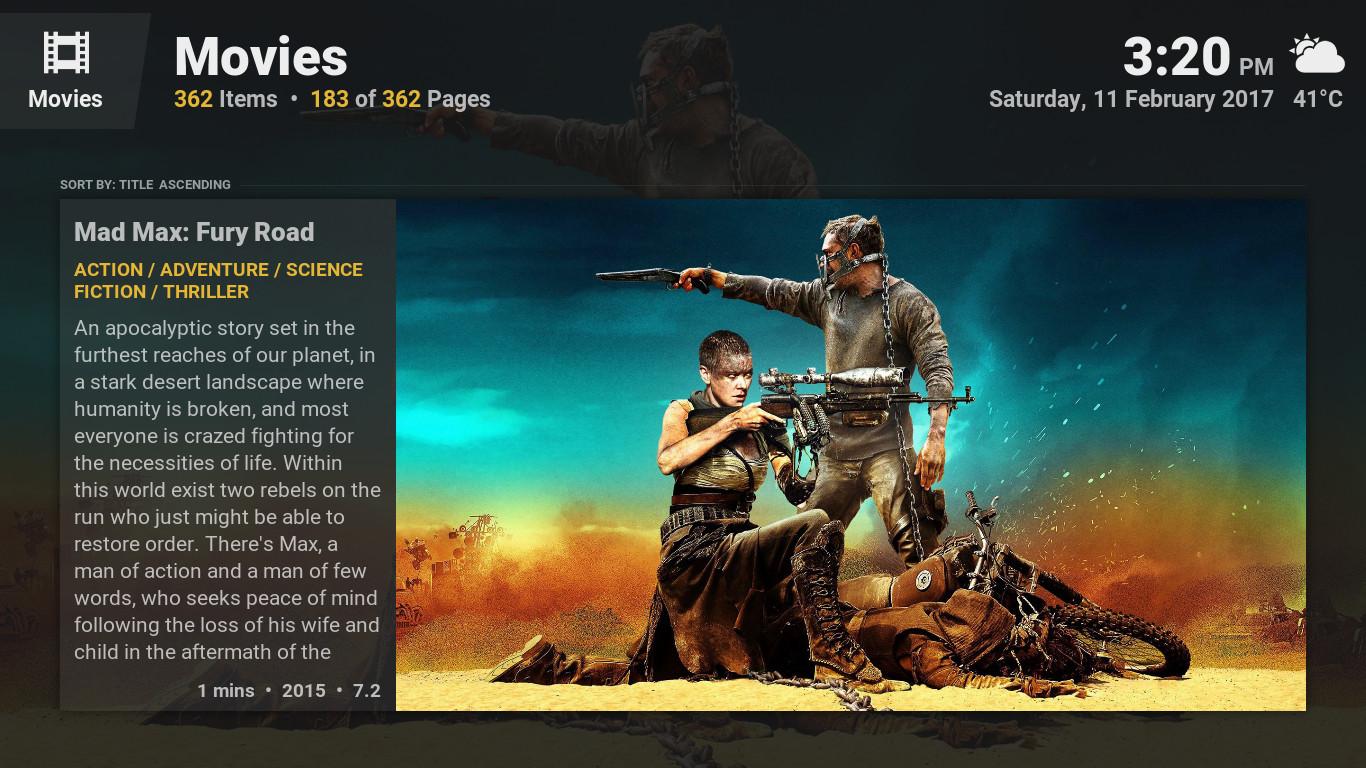 Movies
Movies
362 Items • 183 of 362 Pages
3:20 PM
Saturday, 11 February 2017 41°C
SORT BY: TITLE ASCENDING
Mad Max: Fury Road
ACTION / ADVENTURE / SCIENCE
FICTION / THRILLER
An apocalyptic story set in the
furthest reaches of our planet, in
a stark desert landscape where
humanity is broken, and most
everyone is crazed fighting for
the necessities of life. Within
this world exist two rebels on the
run who just might be able to
restore order. There's Max, a
man of action and a man of few
words, who seeks peace of mind
following the loss of his wife and
child in the aftermath of the
1 mins • 2015 • 7.2